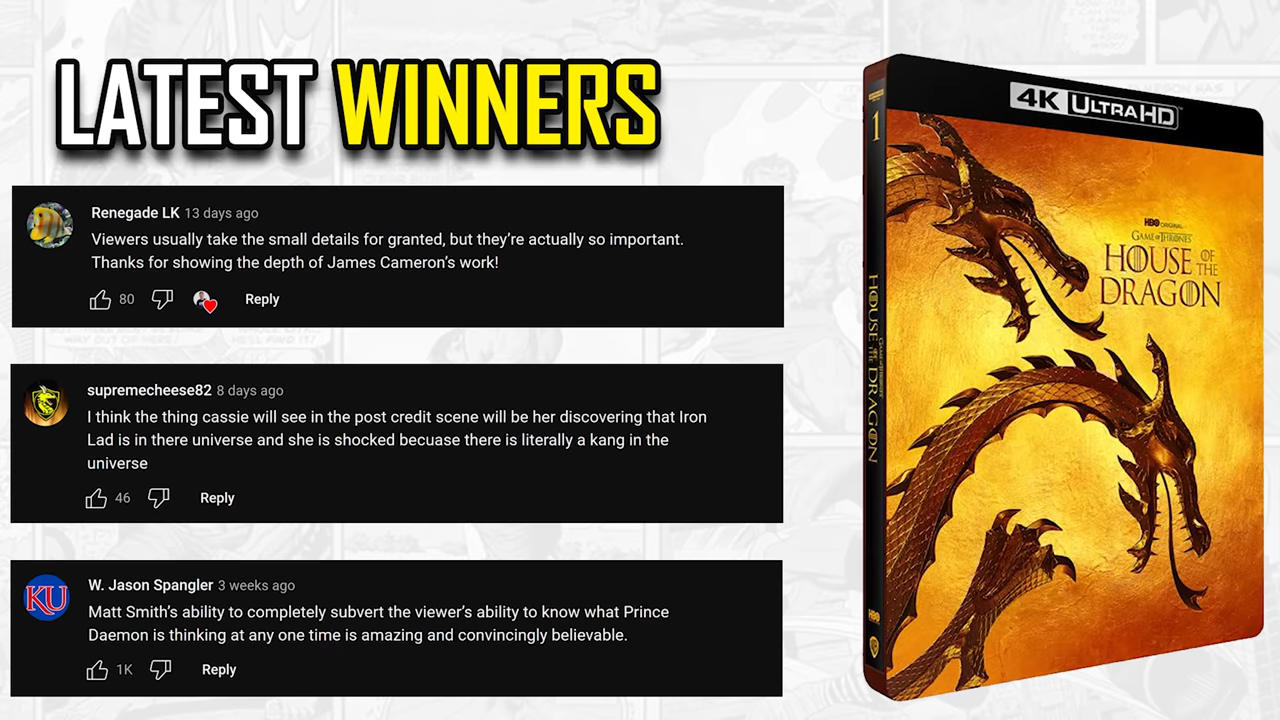 LATEST WINNERS
Renegade LK 13 days ago
Viewers usually take the small details for granted, but they’re actually so important.
Thanks for showing the depth of James Cameron’s work!
80 Reply
supremecheese82 8 days ago
I think the thing cassie will see in the post credit scene will be her discovering that Iron
Lad is in there universe and she is shocked becuase there is literally a kang in the
universe
46 Reply
KU
W. Jason Spangler 3 weeks ago
Matt Smith’s ability to completely subvert the viewer’s ability to know what Prince
Daemon is thinking at any one time is amazing and convincingly believable.
1K Reply
4K ULTRAHD
HBO ORIGINAL
GAME OF THRONES
HOUSE OF THE
DRAGON
1
HOUSE OF THE DRAGON
HBO